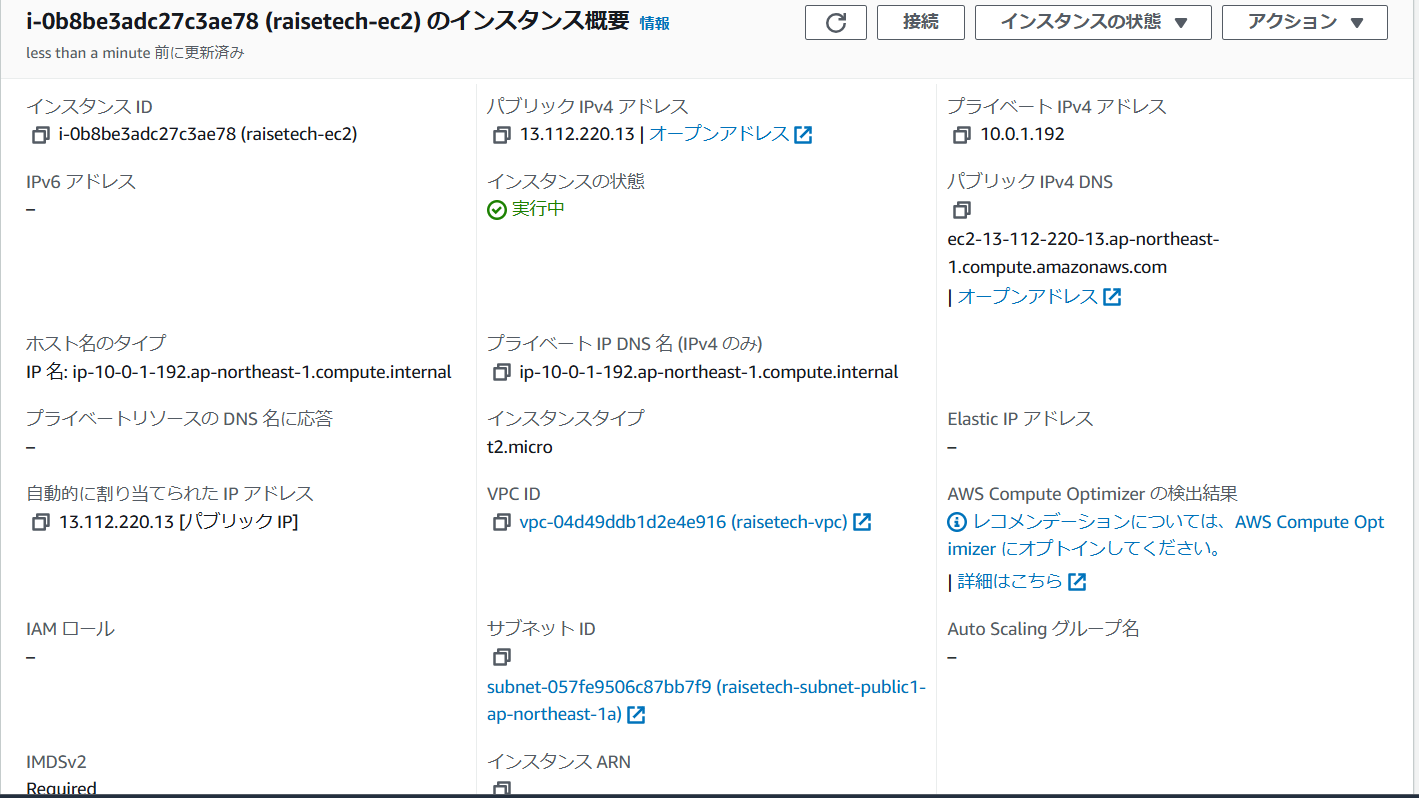 i-0b8be3adc27c3ae78 (raisetech-ec2) のインスタンス概要 情報
接続
インスタンスの状態 ▼
アクション ▼
less than a minute 前に更新済み
インスタンス ID
i-0b8be3adc27c3ae78 (raisetech-ec2)
パブリック IPv4 アドレス
13.112.220.13 | オープンアドレス
プライベート IPv4 アドレス
10.0.1.192
IPv6 アドレス
–
インスタンスの状態
実行中
パブリック IPv4 DNS
ec2-13-112-220-13.ap-northeast-
1.compute.amazonaws.com
| オープンアドレス
ホスト名のタイプ
IP 名: ip-10-0-1-192.ap-northeast-1.compute.internal
プライベート IP DNS 名 (IPv4 のみ)
ip-10-0-1-192.ap-northeast-1.compute.internal
プライベートリソースの DNS 名に応答
–
インスタンスタイプ
t2.micro
Elastic IP アドレス
–
自動的に割り当てられた IP アドレス
13.112.220.13 [パブリック IP]
VPC ID
vpc-04d49ddb1d2e4e916 (raisetech-vpc)
AWS Compute Optimizer の検出結果
レコメンデーションについては、AWS Compute Opt
imizer にオプトインしてください。
| 詳細はこちら
IAM ロール
–
サブネット ID
subnet-057fe9506c87bb7f9 (raisetech-subnet-public1-
ap-northeast-1a)
Auto Scaling グループ名
–
IMDSv2
Required
インスタンス ARN